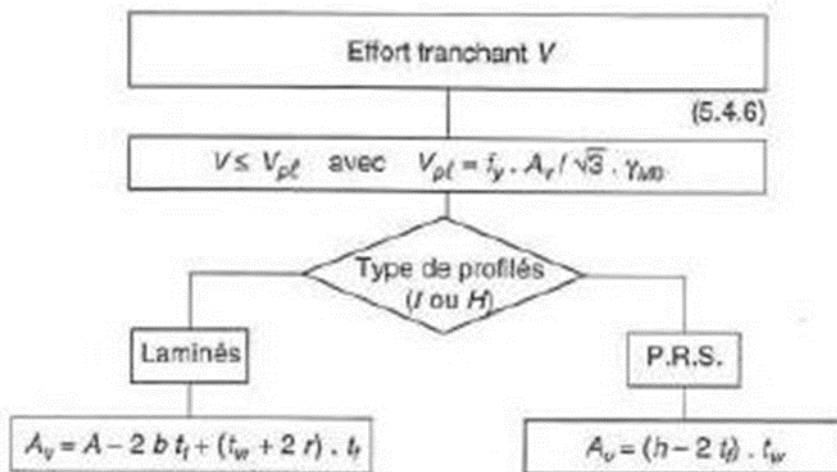 Effort tranchant V
(5.4.6)
V ≤ Vpℓ avec Vpℓ = fy . Av / √3 . γM0
Type de profilés
(I ou H)
Laminés
P.R.S.
Av = A – 2 b tf + (tw + 2 r) . tf
Av = (h – 2 tf) . tw